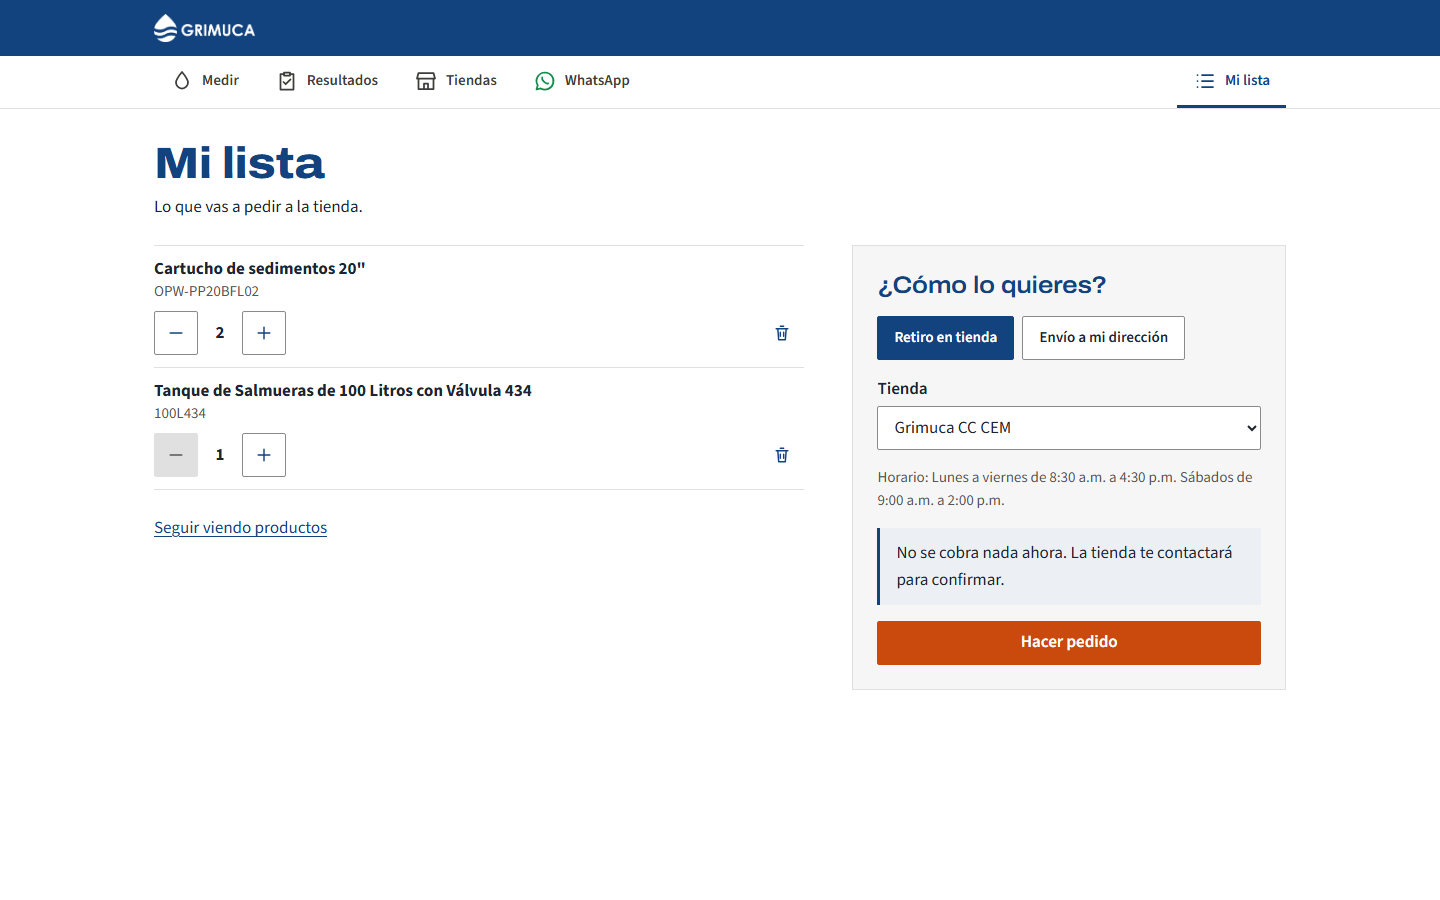 GRIMUCA
Medir
Resultados
Tiendas
WhatsApp
Mi lista
Mi lista
Lo que vas a pedir a la tienda.
Cartucho de sedimentos 20"
OPW-PP20BFL02
2
Tanque de Salmueras de 100 Litros con Válvula 434
100L434
1
Seguir viendo productos
¿Cómo lo quieres?
Retiro en tienda
Envío a mi dirección
Tienda
Grimuca CC CEM
Horario: Lunes a viernes de 8:30 a.m. a 4:30 p.m. Sábados de
9:00 a.m. a 2:00 p.m.
No se cobra nada ahora. La tienda te contactará
para confirmar.
Hacer pedido